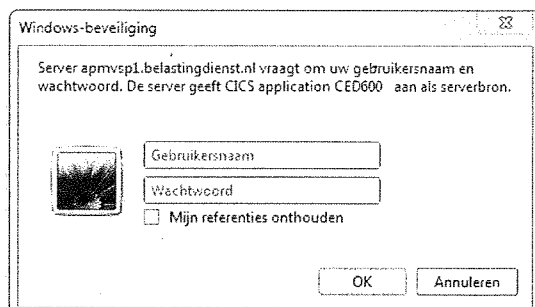 Windows-beveiliging
Server apmvsp1.belastingdienst.nl vraagt om uw gebruikersnaam en
wachtwoord. De server geeft CICS application CED600 aan als serverbron.
Gebruikersnaam
Wachtwoord
Mijn referenties onthouden
OK
Annuleren